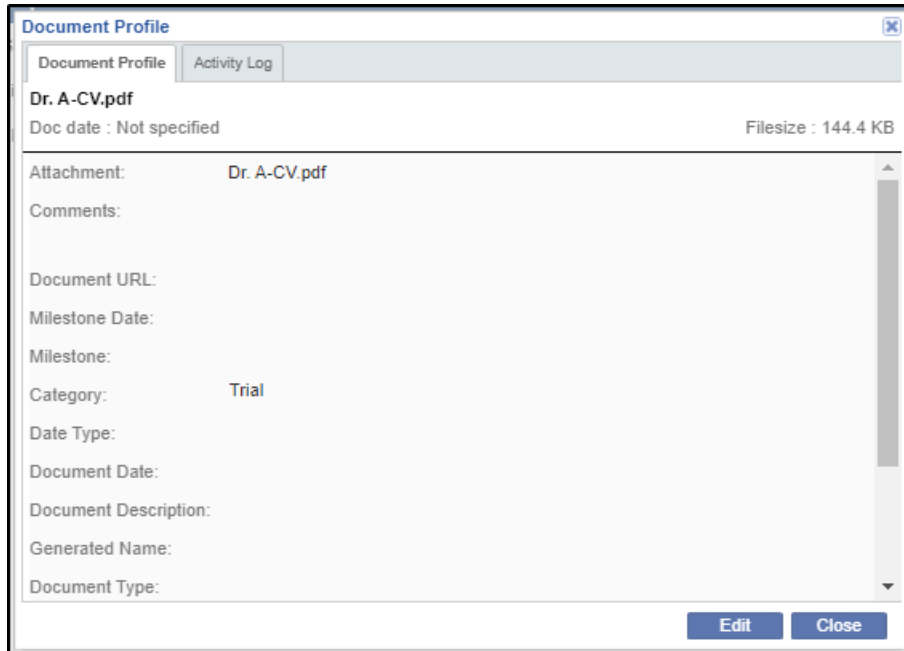 Document Profile
Document Profile Activity Log
Dr. A-CV.pdf
Doc date : Not specified Filesize : 144.4 KB
Attachment: Dr. A-CV.pdf
Comments:
Document URL:
Milestone Date:
Milestone:
Category: Trial
Date Type:
Document Date:
Document Description:
Generated Name:
Document Type:
Edit Close